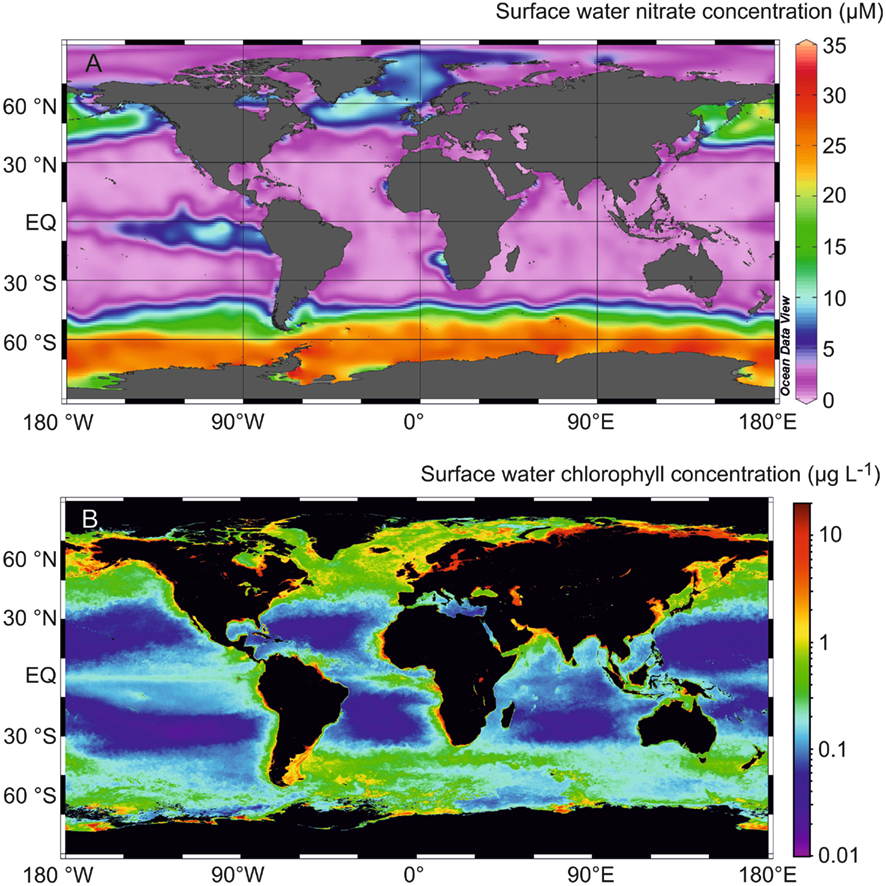 Surface water nitrate concentration (µM)
A
35
30
25
20
15
10
5
0
60 °N
30 °N
EQ
30 °S
60 °S
Ocean Data View
180 °W
90°W
0°
90°E
180°E
Surface water chlorophyll concentration (µg L-1)
B
10
1
0.1
0.01
60 °N
30 °N
EQ
30 °S
60 °S
180 °W
90°W
0°
90°E
180°E